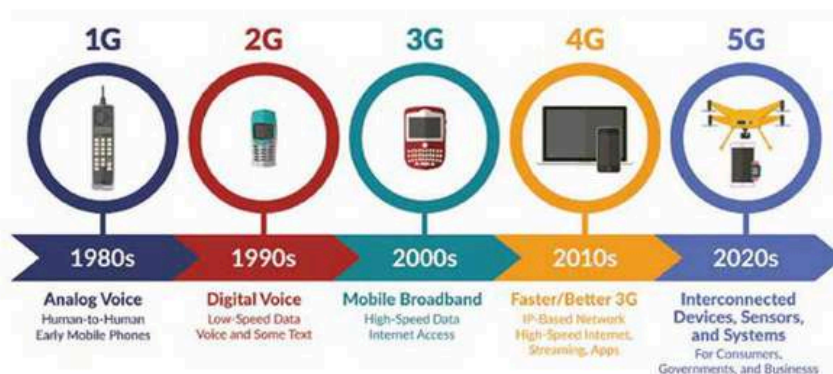 1G
2G
3G
4G
5G
1980s
1990s
2000s
2010s
2020s
Analog Voice
Human-to-Human
Early Mobile Phones
Digital Voice
Low-Speed Data
Voice and Some Text
Mobile Broadband
High-Speed Data
Internet Access
Faster/Better 3G
IP-Based Network
High-Speed Internet,
Streaming, Apps
Interconnected
Devices, Sensors,
and Systems
For Consumers,
Governments, and Businesss